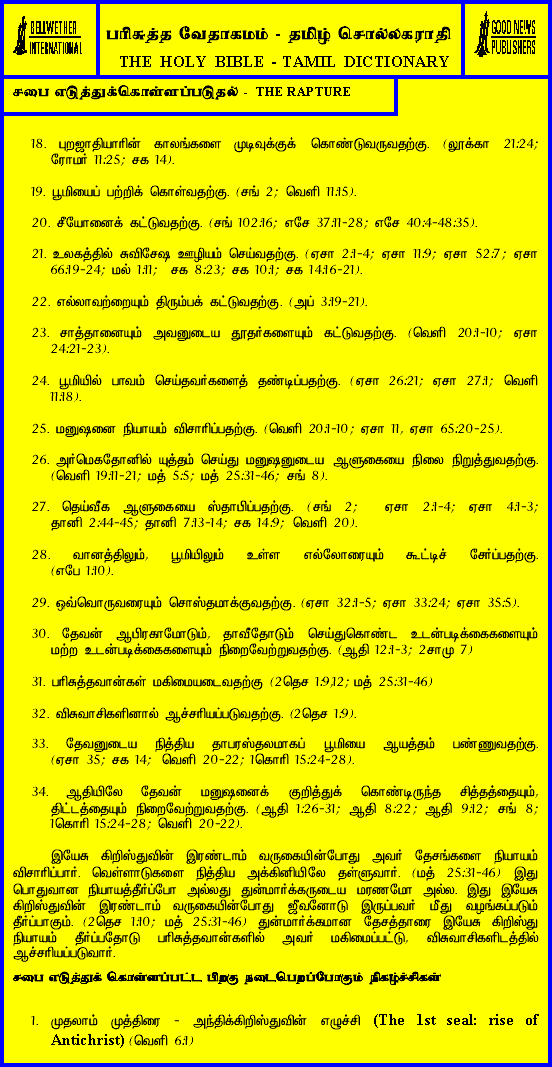 BELLWETHER
INTERNATIONAL
பரிசுத்த வேதாகமம் - தமிழ் சொல்லகராதி
THE HOLY BIBLE - TAMIL DICTIONARY
GOOD NEWS
PUBLISHERS
சபை எடுத்துக்கொள்ளப்படுதல் - THE RAPTURE
18. புறஜாதியாரின் காலங்களை முடிவுக்குக் கொண்டுவருவதற்கு. (லூக்கா 21:24;
ரோமர் 11:25; சக 14).
19. பூமியைப் பற்றிக் கொள்வதற்கு. (சங் 2; வெளி 11:15).
20. சீயோனைக் கட்டுவதற்கு. (சங் 102:16; எசே 37:11-28; எசே 40:4-48:35).
21. உலகத்தில் சுவிசேஷ ஊழியம் செய்வதற்கு. (ஏசா 2:1-4; ஏசா 11:9; ஏசா 52:7; ஏசா
66:19-24; மல் 1:11; சக 8:23; சக 10:1; சக 14:16-21).
22. எல்லாவற்றையும் திரும்பக் கட்டுவதற்கு. (அப் 3:19-21).
23. சாத்தானையும் அவனுடைய தூதர்களையும் கட்டுவதற்கு. (வெளி 20:1-10; ஏசா
24:21-23).
24. பூமியில் பாவம் செய்தவர்களைத் தண்டிப்பதற்கு. (ஏசா 26:21; ஏசா 27:1; வெளி
11:18).
25. மனுஷனை நியாயம் விசாரிப்பதற்கு. (வெளி 20:1-10; ஏசா 11, ஏசா 65:20-25).
26. அர்மெகதோனில் யுத்தம் செய்து மனுஷனுடைய ஆளுகையை நிலை நிறுத்துவதற்கு.
(வெளி 19:11-21; மத் 5:5; மத் 25:31-46; சங் 8).
27. தெய்வீக ஆளுகையை ஸ்தாபிப்பதற்கு. (சங் 2; ஏசா 2:1-4; ஏசா 4:1-3;
தானி 2:44-45; தானி 7:13-14; சக 14:9; வெளி 20).
28. வானத்திலும், பூமியிலும் உள்ள எல்லோரையும் கூட்டிச் சேர்ப்பதற்கு.
(எபே 1:10).
29. ஒவ்வொருவரையும் சொஸ்தமாக்குவதற்கு. (ஏசா 32:1-5; ஏசா 33:24; ஏசா 35:5).
30. தேவன் ஆபிரகாமோடும், தாவீதோடும் செய்துகொண்ட உடன்படிக்கைகளையும்
மற்ற உடன்படிக்கைகளையும் நிறைவேற்றுவதற்கு. (ஆதி 12:1-3; 2சாமு 7)
31. பரிசுத்தவான்கள் மகிமையடைவதற்கு (2தெச 1:9,12; மத் 25:31-46)
32. விசுவாசிகளினால் ஆச்சரியப்படுவதற்கு. (2தெச 1:9).
33. தேவனுடைய நித்திய தாபரஸ்தலமாகப் பூமியை ஆயத்தம் பண்ணுவதற்கு.
(ஏசா 35; சக 14; வெளி 20-22; 1கொரி 15:24-28).
34. ஆதியிலே தேவன் மனுஷனைக் குறித்துக் கொண்டிருந்த சித்தத்தையும்,
திட்டத்தையும் நிறைவேற்றுவதற்கு. (ஆதி 1:26-31; ஆதி 8:22; ஆதி 9:12; சங் 8;
1கொரி 15:24-28; வெளி 20-22).
இயேசு கிறிஸ்துவின் இரண்டாம் வருகையின்போது அவர் தேசங்களை நியாயம்
விசாரிப்பார். வெள்ளாடுகளை நித்திய அக்கினியிலே தள்ளுவார். (மத் 25:31-46) இது
பொதுவான நியாயத்தீர்ப்போ அல்லது துன்மார்க்கருடைய மரணமோ அல்ல. இது இயேசு
கிறிஸ்துவின் இரண்டாம் வருகையின்போது ஜீவனோடு இருப்பவர் மீது வழங்கப்படும்
தீர்ப்பாகும். (2தெச 1:10; மத் 25:31-46) துன்மார்க்கமான தேசத்தாரை இயேசு கிறிஸ்து
நியாயம் தீர்ப்பதோடு பரிசுத்தவான்களில் அவர் மகிமைப்பட்டு, விசுவாசிகளிடத்தில்
ஆச்சரியப்படுவார்.
சபை எடுத்துக் கொள்ளப்பட்ட பிறகு நடைபெறப்போகும் நிகழ்ச்சிகள்
1. முதலாம் முத்திரை - அந்திக்கிறிஸ்துவின் எழுச்சி (The 1st seal: rise of
Antichrist) (வெளி 6:1)